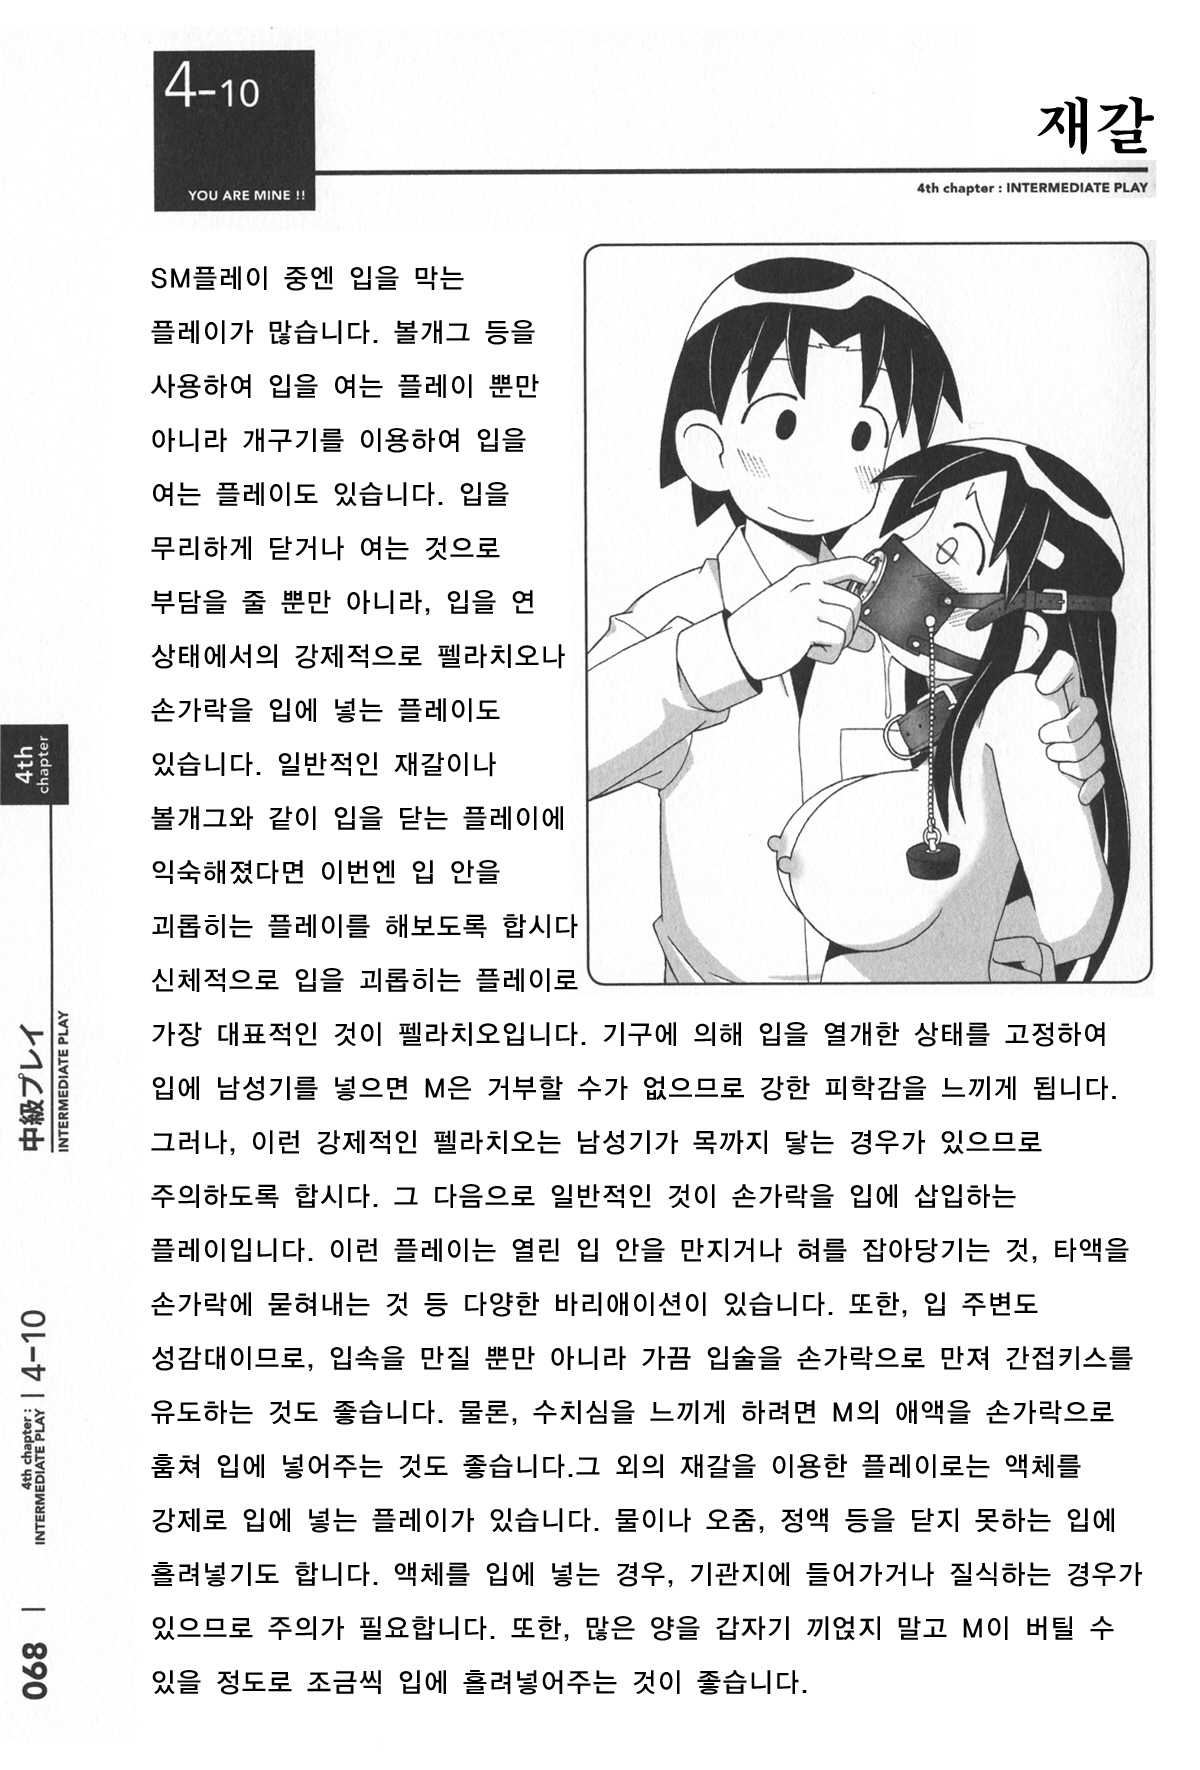 4-10
YOU ARE MINE !!
재갈
4th chapter : INTERMEDIATE PLAY
SM플레이 중엔 입을 막는
플레이가 많습니다. 볼개그 등을
사용하여 입을 여는 플레이 뿐만
아니라 개구기를 이용하여 입을
여는 플레이도 있습니다. 입을
무리하게 닫거나 여는 것으로
부담을 줄 뿐만 아니라, 입을 연
상태에서의 강제적으로 펠라치오나
손가락을 입에 넣는 플레이도
있습니다. 일반적인 재갈이나
볼개그와 같이 입을 닫는 플레이에
익숙해졌다면 이번엔 입 안을
괴롭히는 플레이를 해보도록 합시다
신체적으로 입을 괴롭히는 플레이로
가장 대표적인 것이 펠라치오입니다. 기구에 의해 입을 열개한 상태를 고정하여
입에 남성기를 넣으면 M은 거부할 수가 없으므로 강한 피학감을 느끼게 됩니다.
그러나, 이런 강제적인 펠라치오는 남성기가 목까지 닿는 경우가 있으므로
주의하도록 합시다. 그 다음으로 일반적인 것이 손가락을 입에 삽입하는
플레이입니다. 이런 플레이는 열린 입 안을 만지거나 혀를 잡아당기는 것, 타액을
손가락에 묻혀내는 것 등 다양한 바리애이션이 있습니다. 또한, 입 주변도
성감대이므로, 입속을 만질 뿐만 아니라 가끔 입술을 손가락으로 만져 간접키스를
유도하는 것도 좋습니다. 물론, 수치심을 느끼게 하려면 M의 애액을 손가락으로
훔쳐 입에 넣어주는 것도 좋습니다.그 외의 재갈을 이용한 플레이로는 액체를
강제로 입에 넣는 플레이가 있습니다. 물이나 오줌, 정액 등을 닫지 못하는 입에
흘려넣기도 합니다. 액체를 입에 넣는 경우, 기관지에 들어가거나 질식하는 경우가
있으므로 주의가 필요합니다. 또한, 많은 양을 갑자기 끼얹지 말고 M이 버틸 수
있을 정도로 조금씩 입에 흘려넣어주는 것이 좋습니다.
4th
chapter
中級プレイ
INTERMEDIATE PLAY
4-10
4th chapter :
INTERMEDIATE PLAY
068